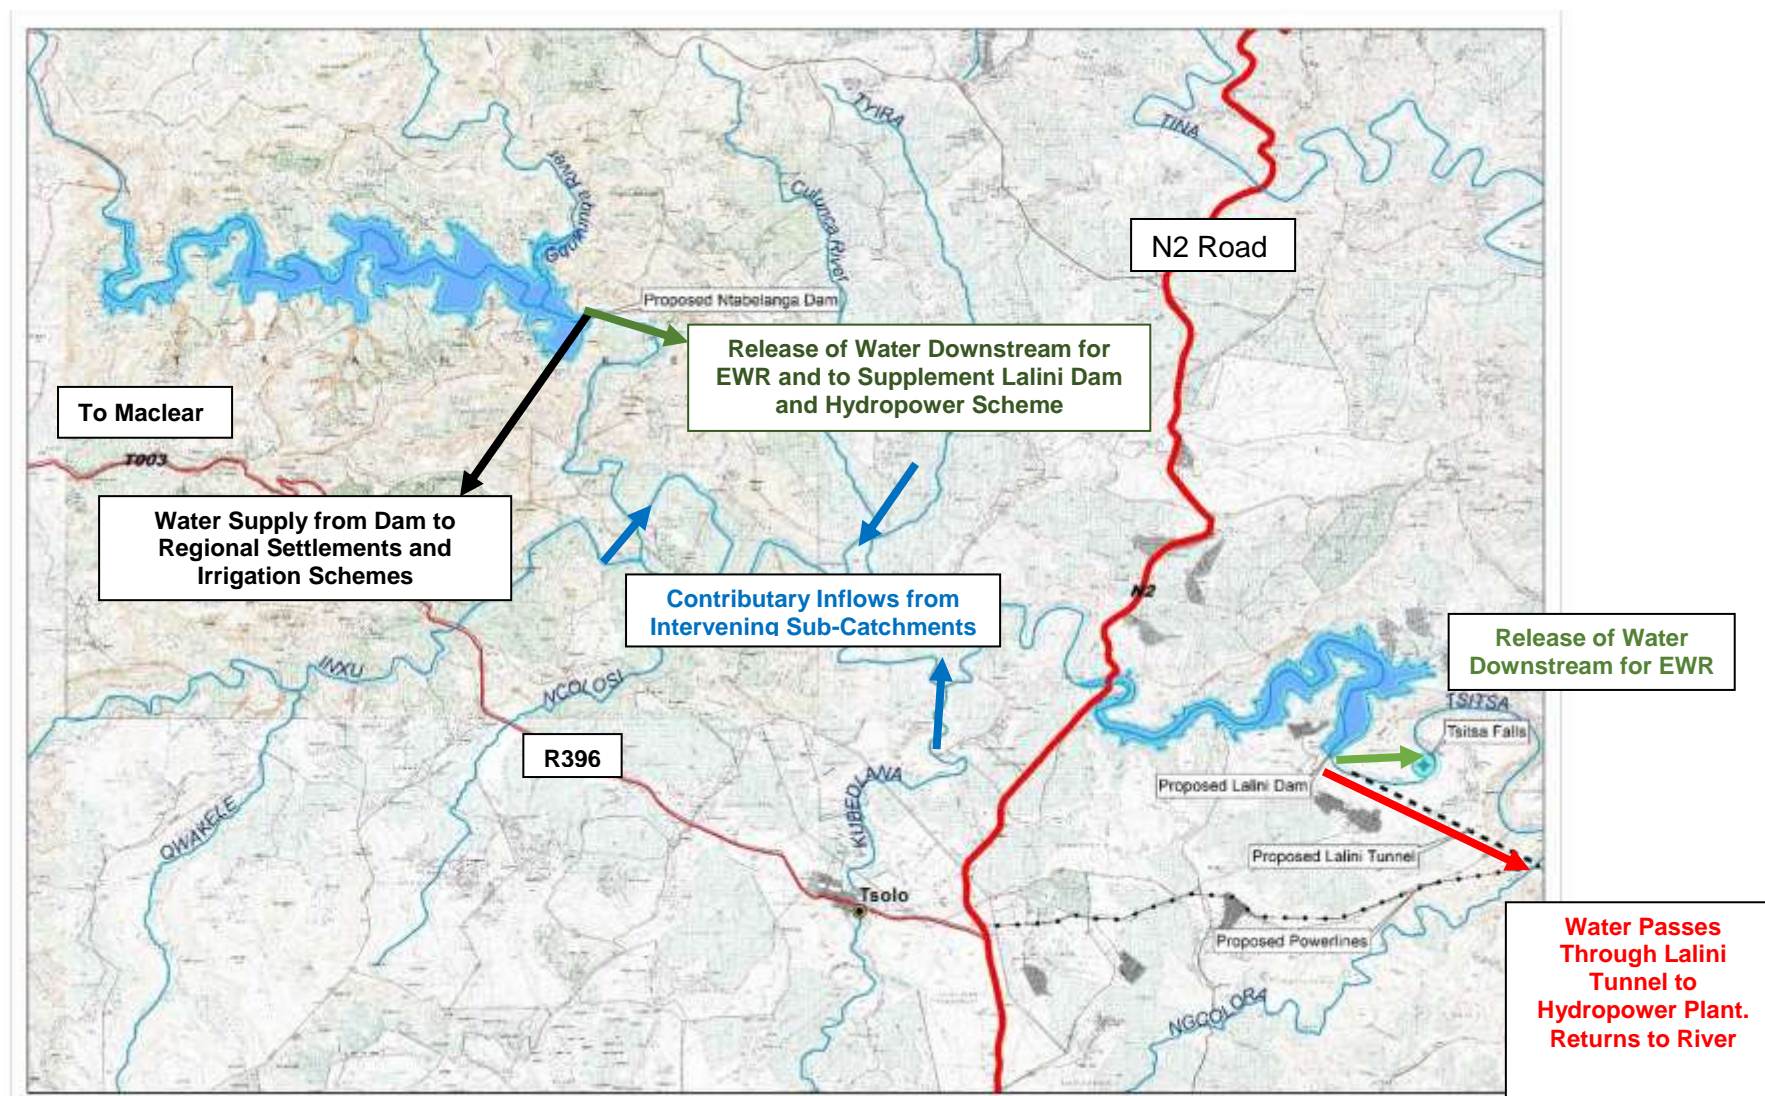 TYIRA
TINA
Gqukunqa River
Culunca River
N2 Road
Proposed Ntabelanga Dam
Release of Water Downstream for
EWR and to Supplement Lalini Dam
and Hydropower Scheme
To Maclear
T003
Water Supply from Dam to
Regional Settlements and
Irrigation Schemes
Contributary Inflows from
Intervening Sub-Catchments
N2
Release of Water
Downstream for EWR
INXU
NCOLOSI
TSITSA
Tsitsa Falls
R396
KUBEDLANA
Proposed Lalini Dam
QWAKELE
Proposed Lalini Tunnel
Tsolo
Proposed Powerlines
NGCOLORA
Water Passes
Through Lalini
Tunnel to
Hydropower Plant.
Returns to River